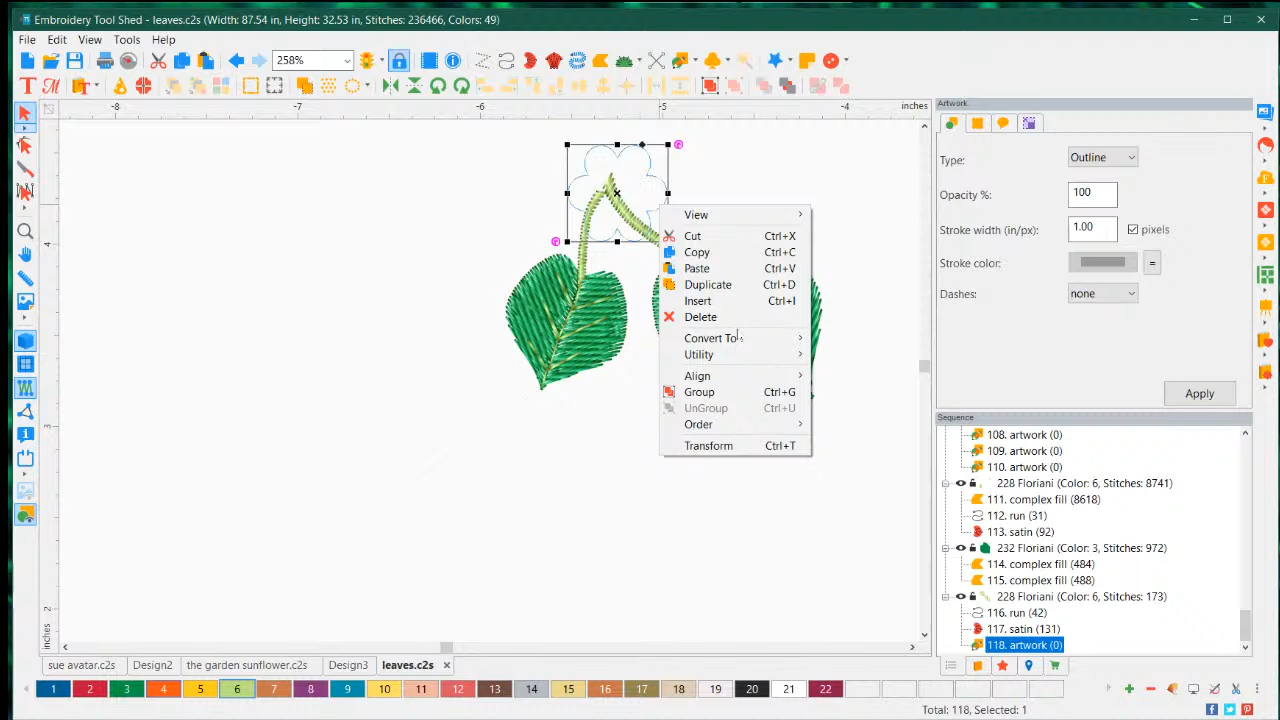 Embroidery Tool Shed - leaves.c2s (Width: 87.54 in, Height: 32.53 in, Stitches: 236466, Colors: 49)
File Edit View Tools Help
258%
-8 -7 -6 -5 -4 inches
4
3
2
inches
View
Cut Ctrl+X
Copy Ctrl+C
Paste Ctrl+V
Duplicate Ctrl+D
Insert Ctrl+I
Delete
Convert To
Utility
Align
Group Ctrl+G
UnGroup Ctrl+U
Order
Transform Ctrl+T
Artwork
Type: Outline
Opacity %: 100
Stroke width (in/px): 1.00 pixels
Stroke color: =
Dashes: none
Apply
Sequence
108. artwork (0)
109. artwork (0)
110. artwork (0)
228 Floriani (Color: 6, Stitches: 8741)
111. complex fill (8618)
112. run (31)
113. satin (92)
232 Floriani (Color: 3, Stitches: 972)
114. complex fill (484)
115. complex fill (488)
228 Floriani (Color: 6, Stitches: 173)
116. run (42)
117. satin (131)
118. artwork (0)
sue avatar.c2s Design2 the garden sunflower.c2s Design3 leaves.c2s
1 2 3 4 5 6 7 8 9 10 11 12 13 14 15 16 17 18 19 20 21 22
Total: 118, Selected: 1